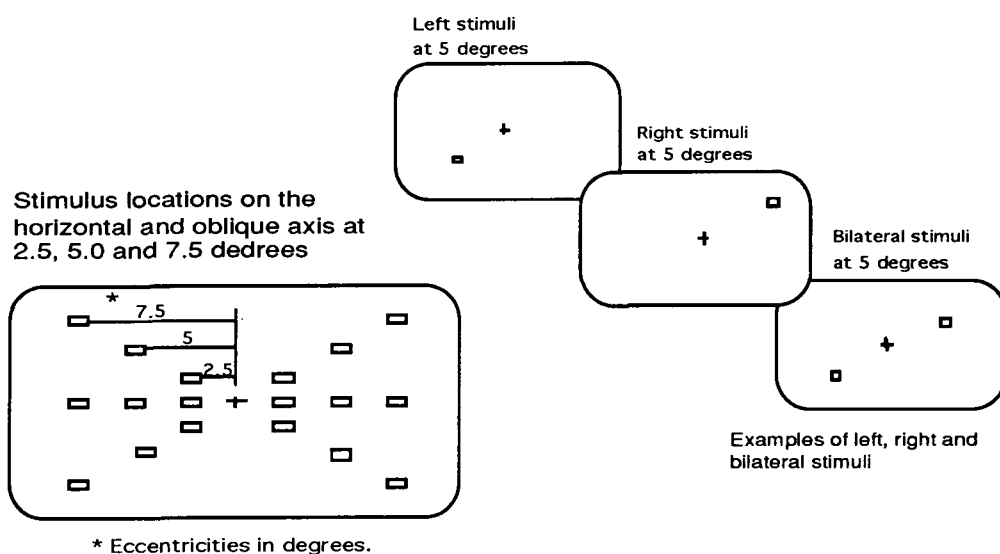 Left stimuli
at 5 degrees
Right stimuli
at 5 degrees
Bilateral stimuli
at 5 degrees
Stimulus locations on the
horizontal and oblique axis at
2.5, 5.0 and 7.5 dedrees
*
7.5
5
2.5
Examples of left, right and
bilateral stimuli
* Eccentricities in degrees.